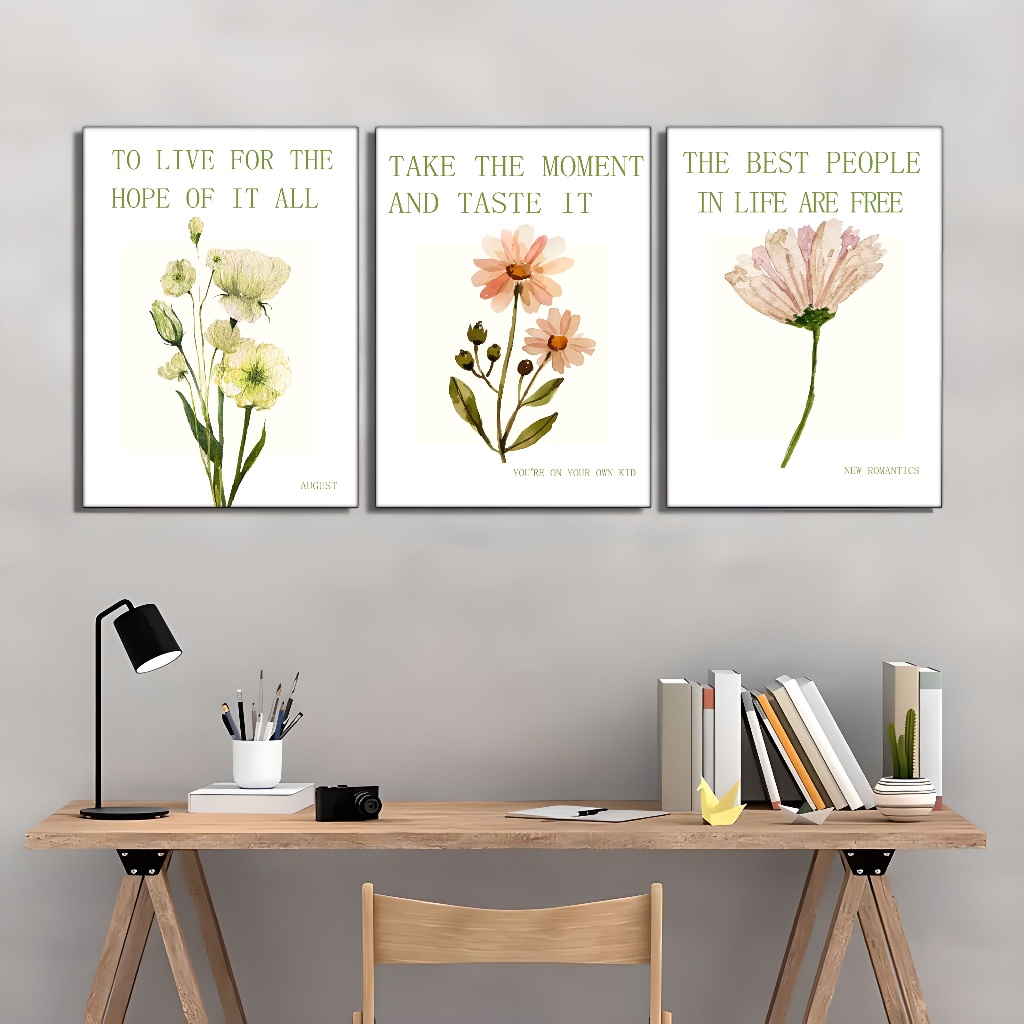 TO LIVE FOR THE
HOPE OF IT ALL
AUGUST
TAKE THE MOMENT
AND TASTE IT
YOU'RE ON YOUR OWN KID
THE BEST PEOPLE
IN LIFE ARE FREE
NEW ROMANTICS